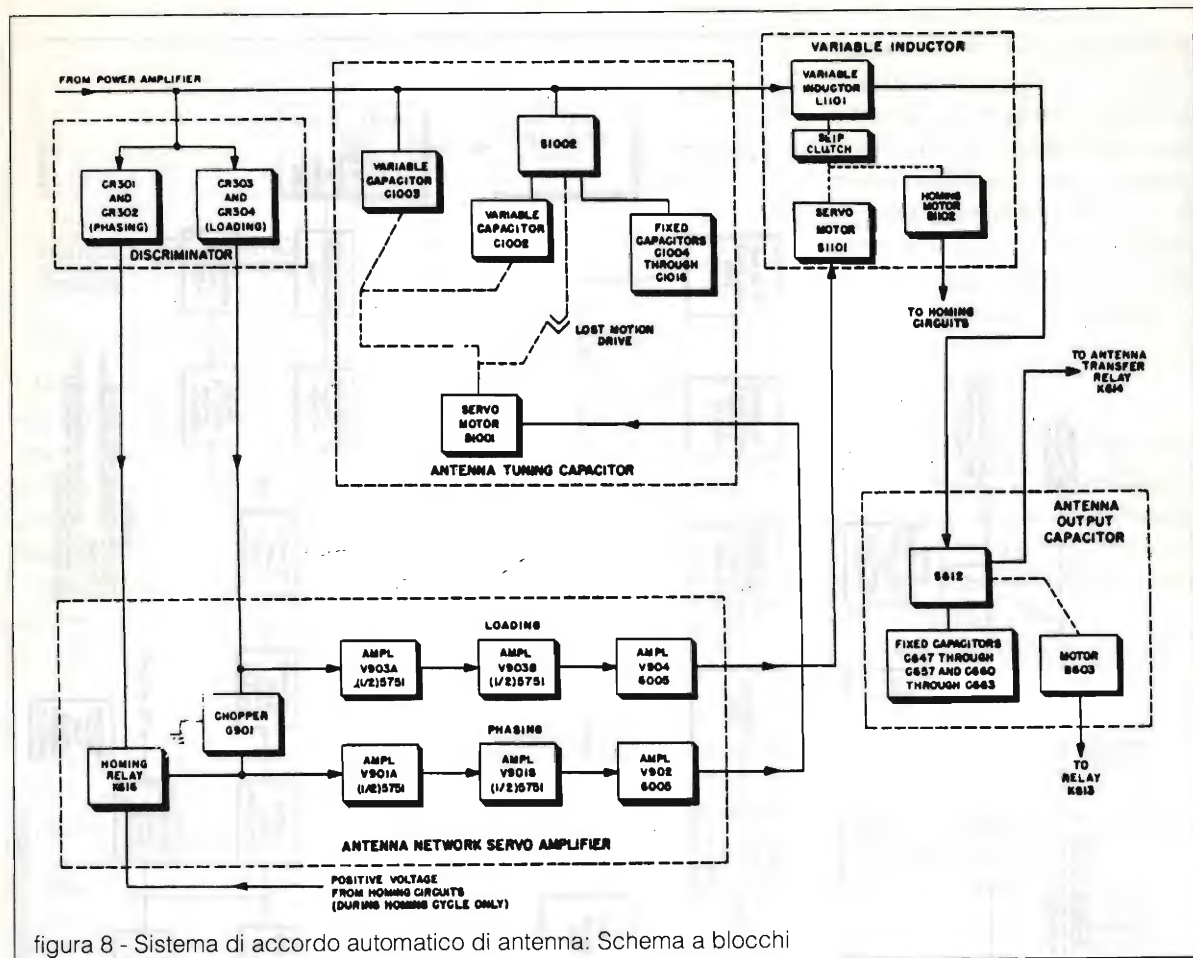 FROM POWER AMPLIFIER
CR301
AND
CR302
(PHASING)
CR303
AND
CR304
(LOADING)
DISCRIMINATOR
VARIABLE
CAPACITOR
C1003
S1002
VARIABLE
CAPACITOR
C1002
FIXED
CAPACITORS
C1004
THROUGH
C1016
LOST MOTION
DRIVE
SERVO
MOTOR
B1001
ANTENNA TUNING CAPACITOR
VARIABLE INDUCTOR
VARIABLE
INDUCTOR
L1101
SLIP
CLUTCH
SERVO
MOTOR
B1101
HOMING
MOTOR
B1102
TO HOMING
CIRCUITS
TO ANTENNA
TRANSFER
RELAY
K614
ANTENNA
OUTPUT
CAPACITOR
S612
FIXED CAPACITORS
C647 THROUGH
C657 AND C660
THROUGH C663
MOTOR
B603
TO
RELAY
K613
LOADING
AMPL
V903A
(1/2)5751
AMPL
V903B
(1/2)5751
AMPL
V904
6005
CHOPPER
G901
PHASING
HOMING
RELAY
K616
AMPL
V901A
(1/2)5751
AMPL
V901B
(1/2)5751
AMPL
V902
6005
ANTENNA NETWORK SERVO AMPLIFIER
POSITIVE VOLTAGE
FROM HOMING CIRCUITS
(DURING HOMING CYCLE ONLY)
figura 8 - Sistema di accordo automatico di antenna: Schema a blocchi